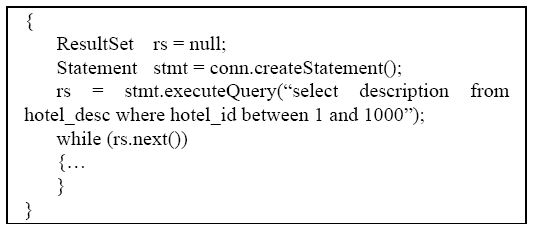 {
ResultSet rs = null;
Statement stmt = conn.createStatement();
rs = stmt.executeQuery(“select description from
hotel_desc where hotel_id between 1 and 1000”);
while (rs.next())
{…
}
}